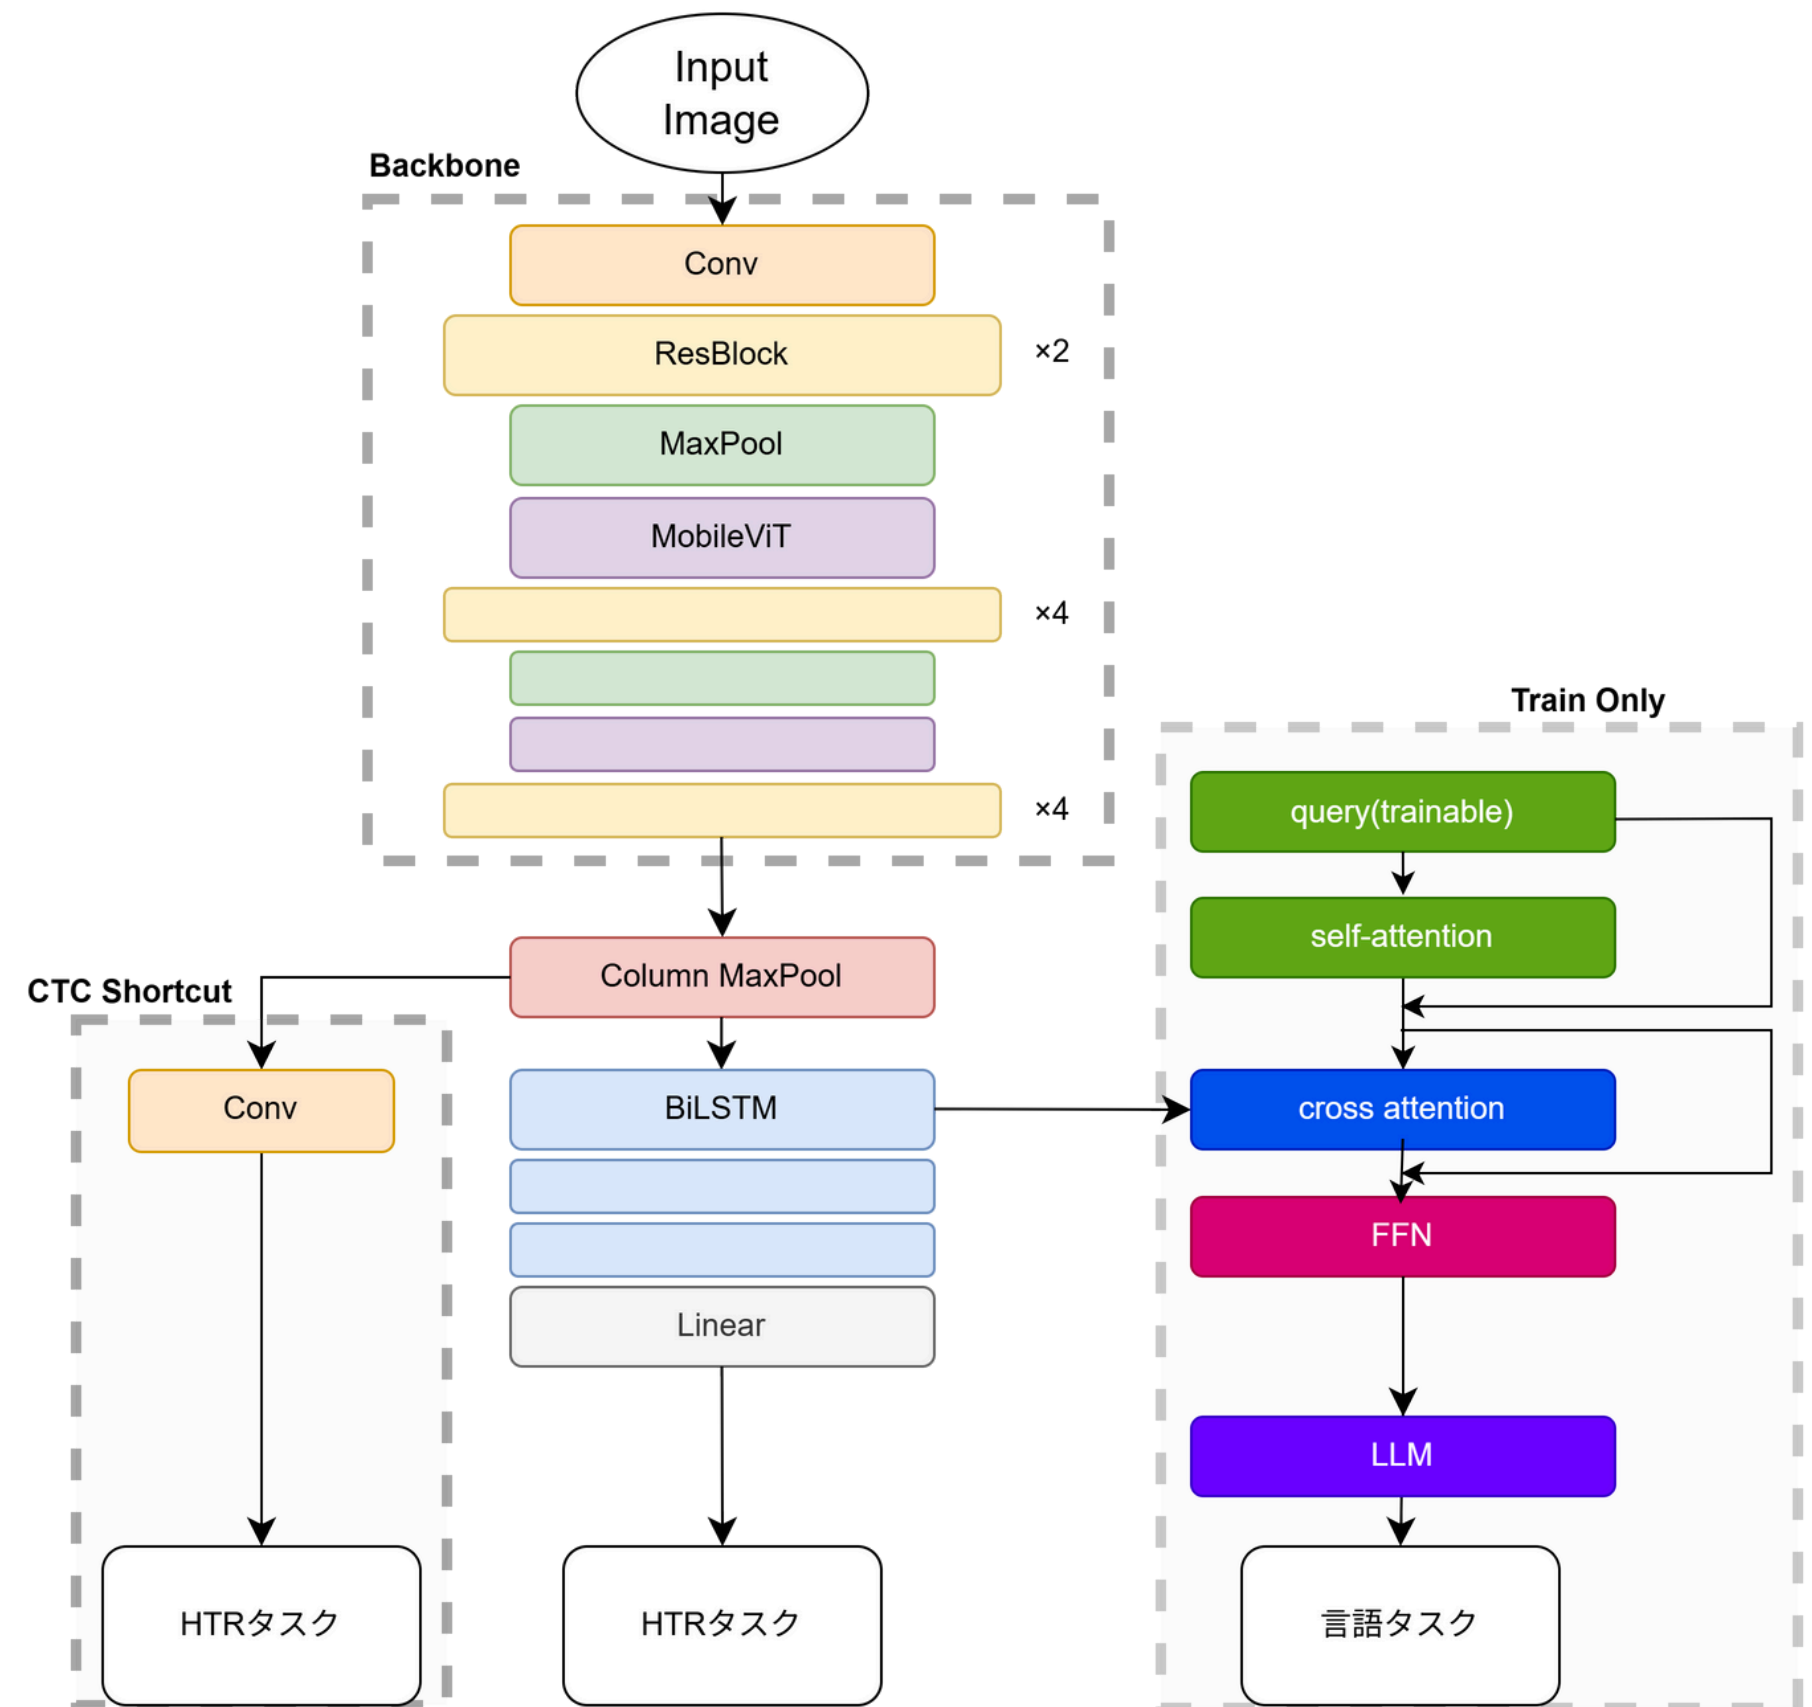 Input
Image
Backbone
Conv
ResBlock
×2
MaxPool
MobileViT
×4
×4
Column MaxPool
CTC Shortcut
Conv
HTRタスク
BiLSTM
Linear
HTRタスク
Train Only
query(trainable)
self-attention
cross attention
FFN
LLM
言語タスク